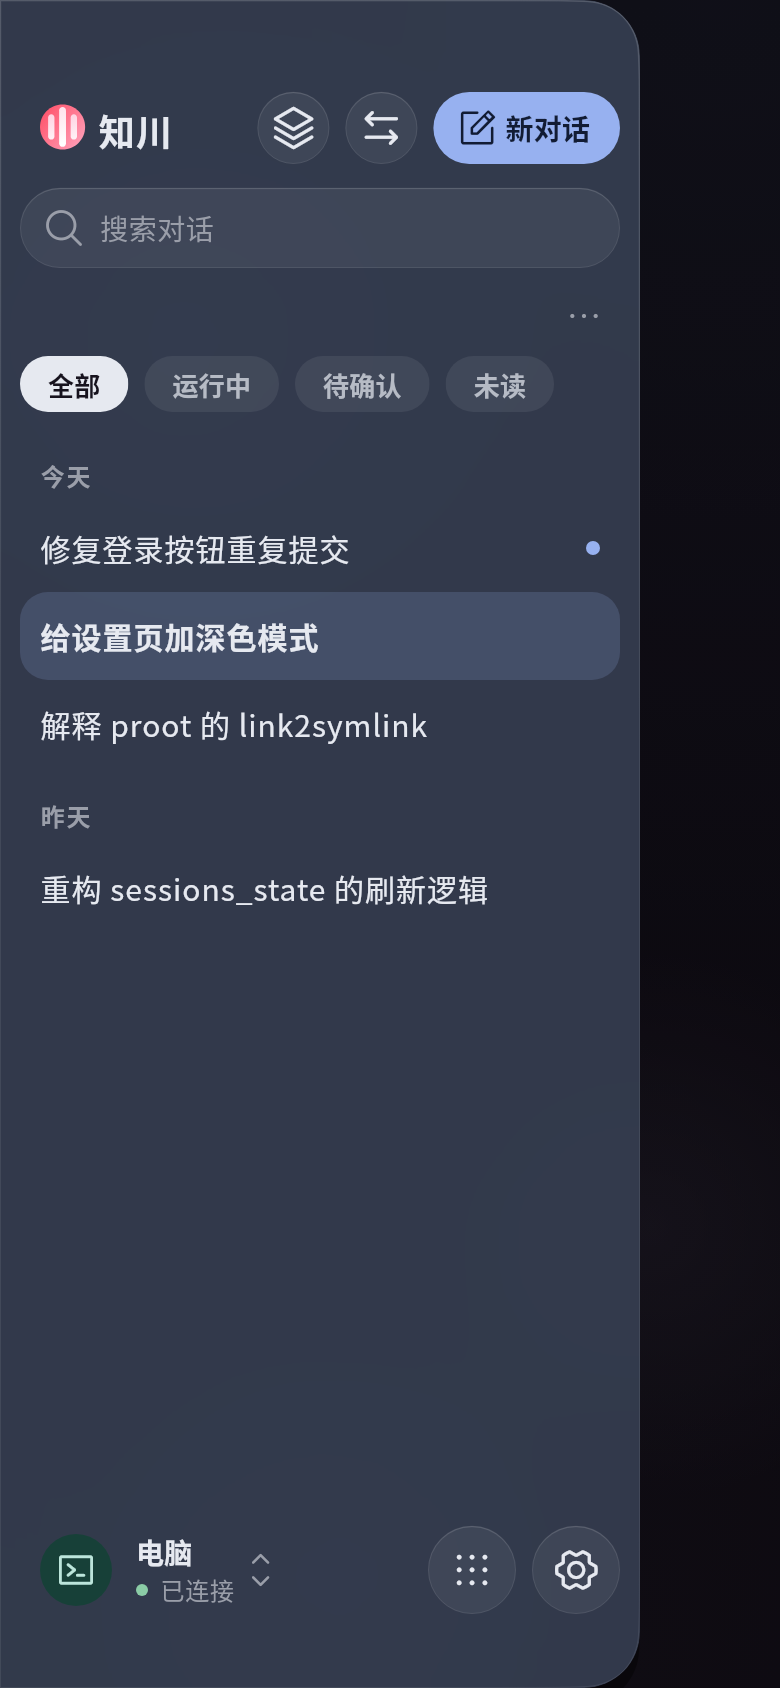 知川
新对话
搜索对话
全部 运行中 待确认 未读
今天
修复登录按钮重复提交
给设置页加深色模式
解释 proot 的 link2symlink
昨天
重构 sessions_state 的刷新逻辑
电脑
已连接